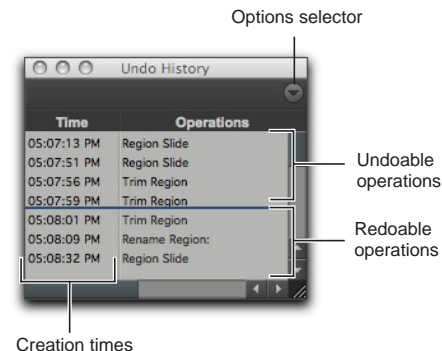 Options selector
Undo History
Time Operations
05:07:13 PM Region Slide
05:07:51 PM Region Slide
05:07:56 PM Trim Region
05:07:59 PM Trim Region
05:08:01 PM Trim Region
05:08:09 PM Rename Region:
05:08:32 PM Region Slide
Undoable
operations
Redoable
operations
Creation times